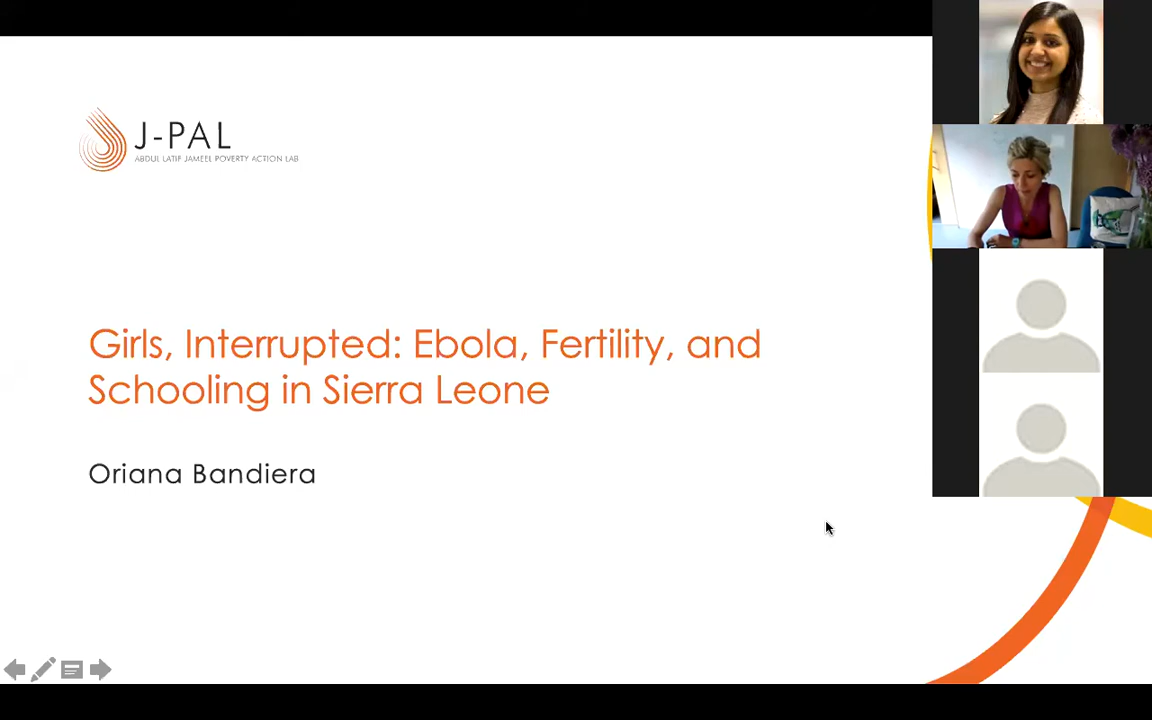 J-PAL
ABDUL LATIF JAMEEL POVERTY ACTION LAB
Girls, Interrupted: Ebola, Fertility, and
Schooling in Sierra Leone
Oriana Bandiera